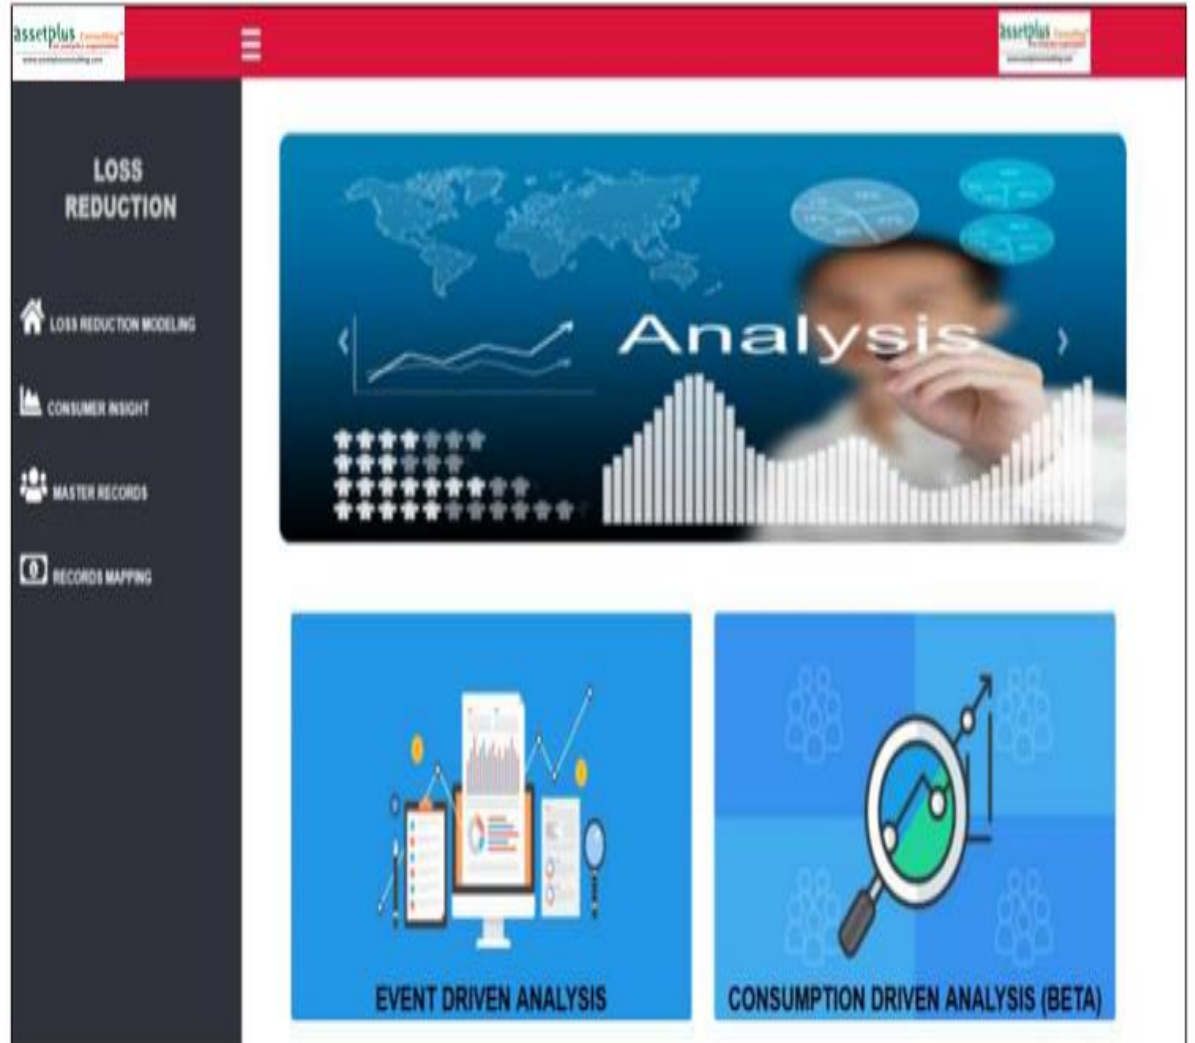 assetplus Consulting
assetplus
LOSS
REDUCTION
LOSS REDUCTION MODELING
CONSUMER INSIGHT
MASTER RECORDS
RECORDS MAPPING
Analysis
EVENT DRIVEN ANALYSIS
CONSUMPTION DRIVEN ANALYSIS (BETA)